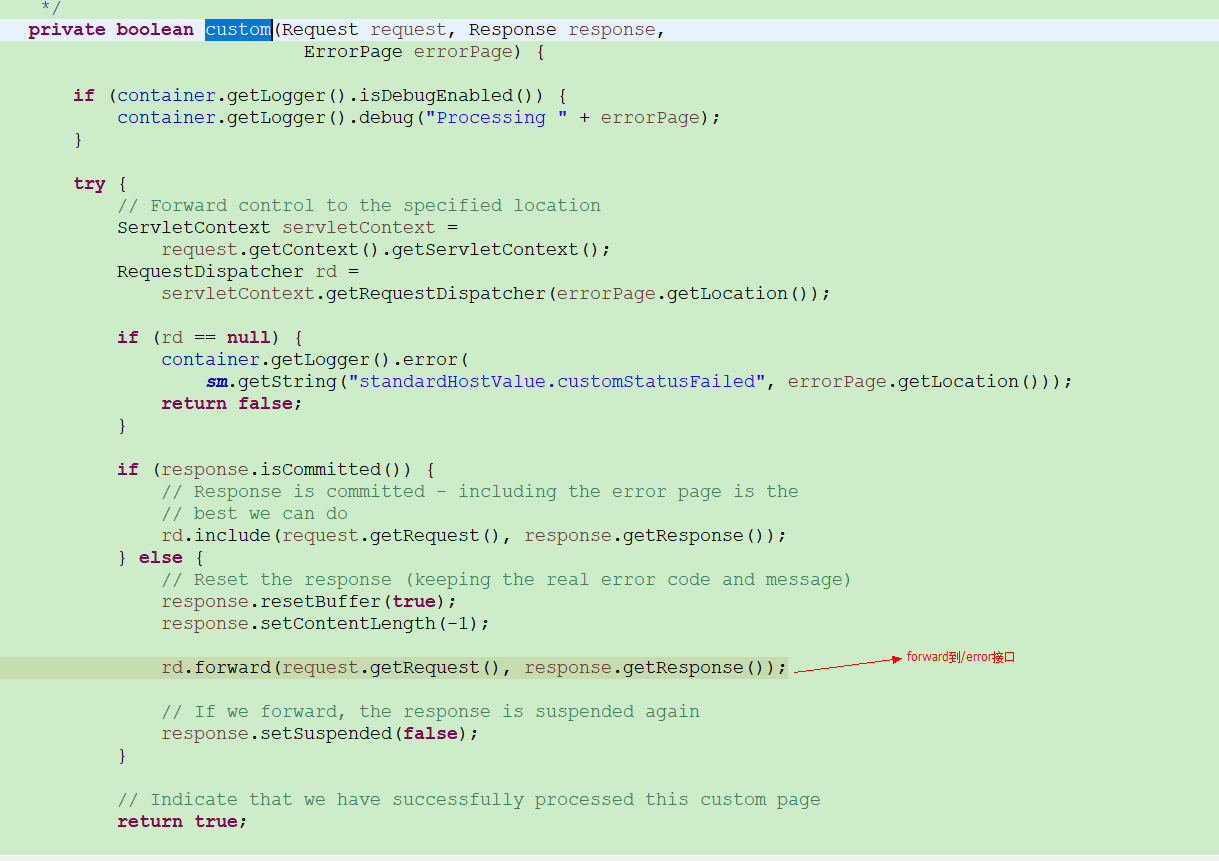 */
private boolean custom(Request request, Response response,
ErrorPage errorPage) {
if (container.getLogger().isDebugEnabled()) {
container.getLogger().debug("Processing " + errorPage);
}
try {
// Forward control to the specified location
ServletContext servletContext =
request.getContext().getServletContext();
RequestDispatcher rd =
servletContext.getRequestDispatcher(errorPage.getLocation());
if (rd == null) {
container.getLogger().error(
sm.getString("standardHostValue.customStatusFailed", errorPage.getLocation()));
return false;
}
if (response.isCommitted()) {
// Response is committed - including the error page is the
// best we can do
rd.include(request.getRequest(), response.getResponse());
} else {
// Reset the response (keeping the real error code and message)
response.resetBuffer(true);
response.setContentLength(-1);
rd.forward(request.getRequest(), response.getResponse()); forward到/error接口
// If we forward, the response is suspended again
response.setSuspended(false);
}
// Indicate that we have successfully processed this custom page
return true;